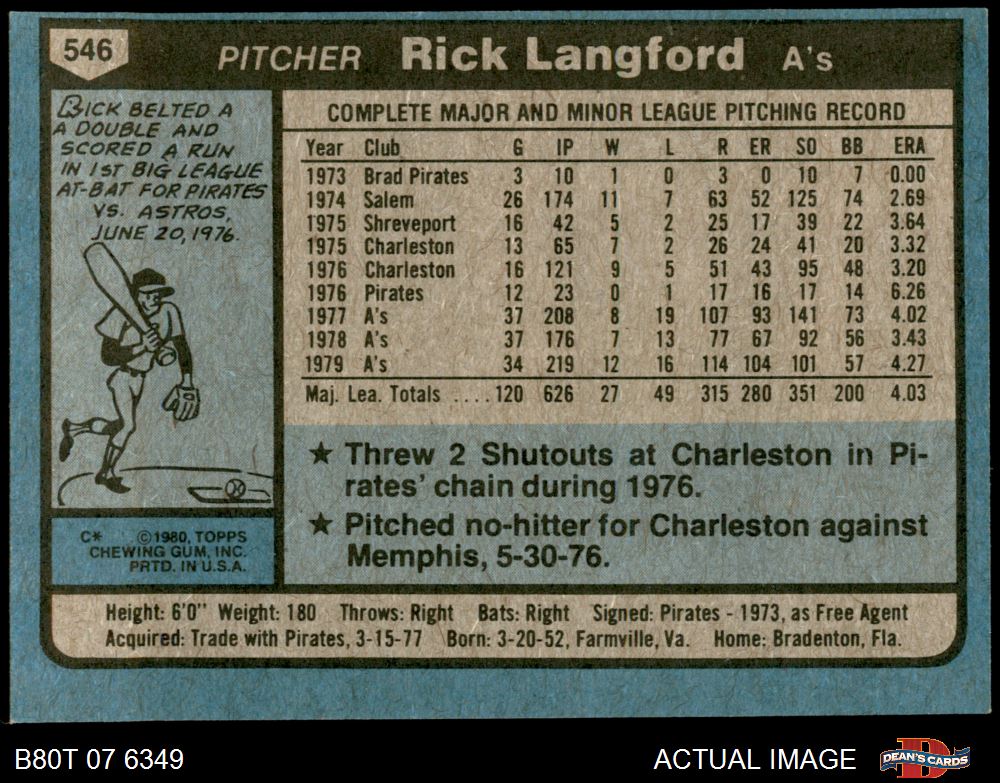 546
PITCHER Rick Langford A's
RICK BELTED A
A DOUBLE AND
SCORED A RUN
IN 1ST BIG LEAGUE
AT-BAT FOR PIRATES
VS. ASTROS,
JUNE 20, 1976.
C* ©1980, TOPPS
CHEWING GUM, INC.
PRTD. IN U.S.A.
COMPLETE MAJOR AND MINOR LEAGUE PITCHING RECORD
Year Club G IP W L R ER SO BB ERA
1973 Brad Pirates 3 10 1 0 3 0 10 7 0.00
1974 Salem 26 174 11 7 63 52 125 74 2.69
1975 Shreveport 16 42 5 2 25 17 39 22 3.64
1975 Charleston 13 65 7 2 26 24 41 20 3.32
1976 Charleston 16 121 9 5 51 43 95 48 3.20
1976 Pirates 12 23 0 1 17 16 17 14 6.26
1977 A's 37 208 8 19 107 93 141 73 4.02
1978 A's 37 176 7 13 77 67 92 56 3.43
1979 A's 34 219 12 16 114 104 101 57 4.27
Maj. Lea. Totals ....120 626 27 49 315 280 351 200 4.03
★ Threw 2 Shutouts at Charleston in Pi-
rates' chain during 1976.
★ Pitched no-hitter for Charleston against
Memphis, 5-30-76.
Height: 6'0" Weight: 180 Throws: Right Bats: Right Signed: Pirates - 1973, as Free Agent
Acquired: Trade with Pirates, 3-15-77 Born: 3-20-52, Farmville, Va. Home: Bradenton, Fla.
B80T 07 6349
ACTUAL IMAGE
DEAN'S CARDS